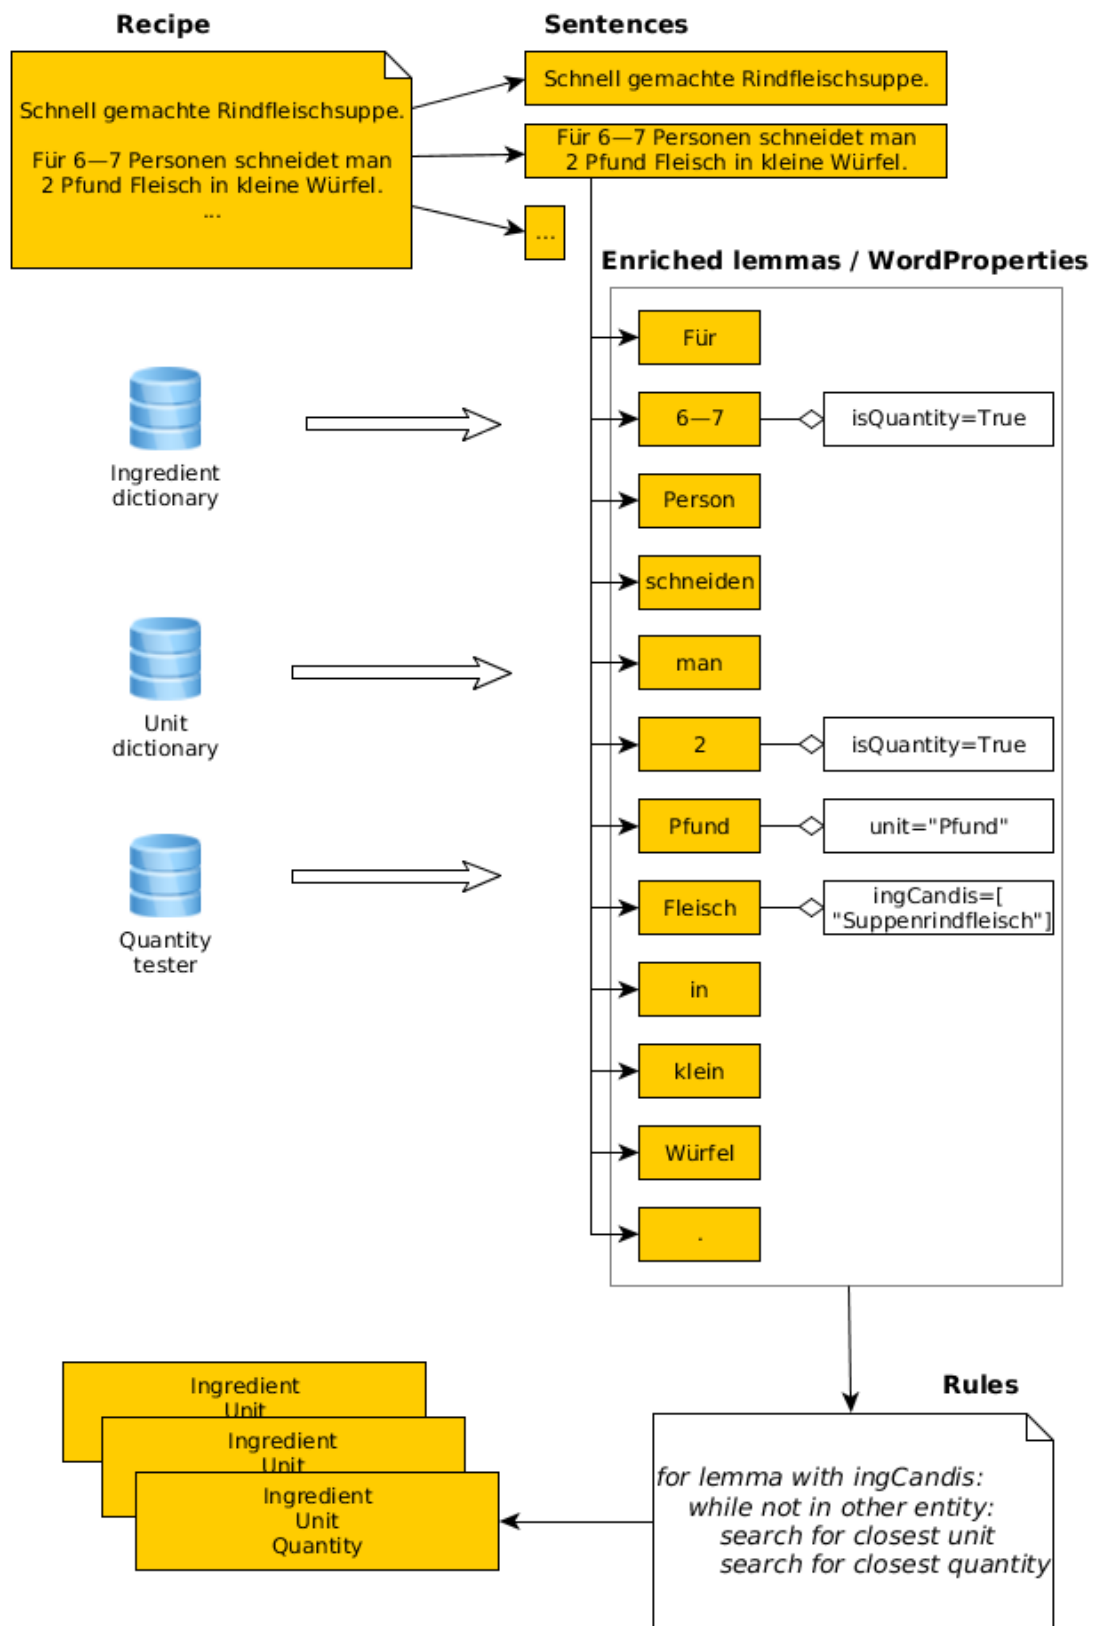 Recipe
Schnell gemachte Rindfleischsuppe.
Für 6—7 Personen schneidet man
2 Pfund Fleisch in kleine Würfel.
...
Sentences
Schnell gemachte Rindfleischsuppe.
Für 6—7 Personen schneidet man
2 Pfund Fleisch in kleine Würfel.
...
Enriched lemmas / WordProperties
Für
6—7
isQuantity=True
Person
schneiden
man
2
isQuantity=True
Pfund
unit="Pfund"
Fleisch
ingCandis=[
"Suppenrindfleisch"]
in
klein
Würfel
.
Ingredient
dictionary
Unit
dictionary
Quantity
tester
Rules
for lemma with ingCandis:
while not in other entity:
search for closest unit
search for closest quantity
Ingredient
Unit
Ingredient
Unit
Ingredient
Unit
Quantity